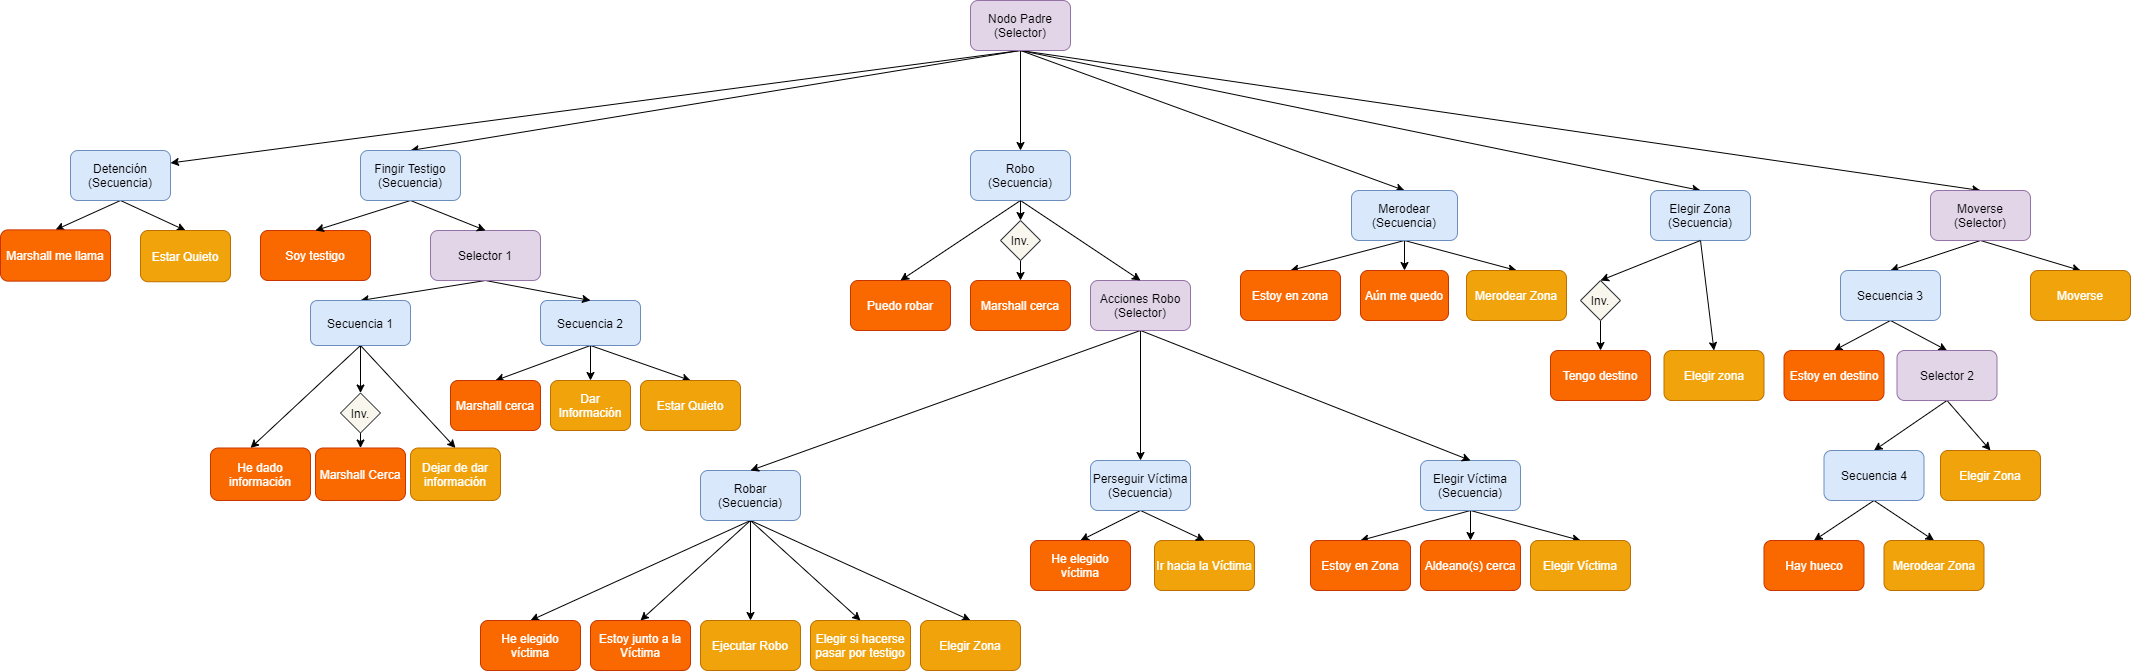 Nodo Padre
(Selector)
Detención
(Secuencia)
Fingir Testigo
(Secuencia)
Robo
(Secuencia)
Merodear
(Secuencia)
Elegir Zona
(Secuencia)
Moverse
(Selector)
Marshall me llama
Estar Quieto
Soy testigo
Selector 1
Inv.
Puedo robar
Marshall cerca
Acciones Robo
(Selector)
Estoy en zona
Aún me quedo
Merodear Zona
Inv.
Secuencia 3
Moverse
Secuencia 1
Secuencia 2
Tengo destino
Elegir zona
Estoy en destino
Selector 2
Marshall cerca
Dar
Información
Estar Quieto
Inv.
He dado
información
Marshall Cerca
Dejar de dar
información
Robar
(Secuencia)
Perseguir Víctima
(Secuencia)
Elegir Víctima
(Secuencia)
Secuencia 4
Elegir Zona
He elegido
víctima
Ir hacia la Víctima
Estoy en Zona
Aldeano(s) cerca
Elegir Víctima
Hay hueco
Merodear Zona
He elegido
víctima
Estoy junto a la
Víctima
Ejecutar Robo
Elegir si hacerse
pasar por testigo
Elegir Zona